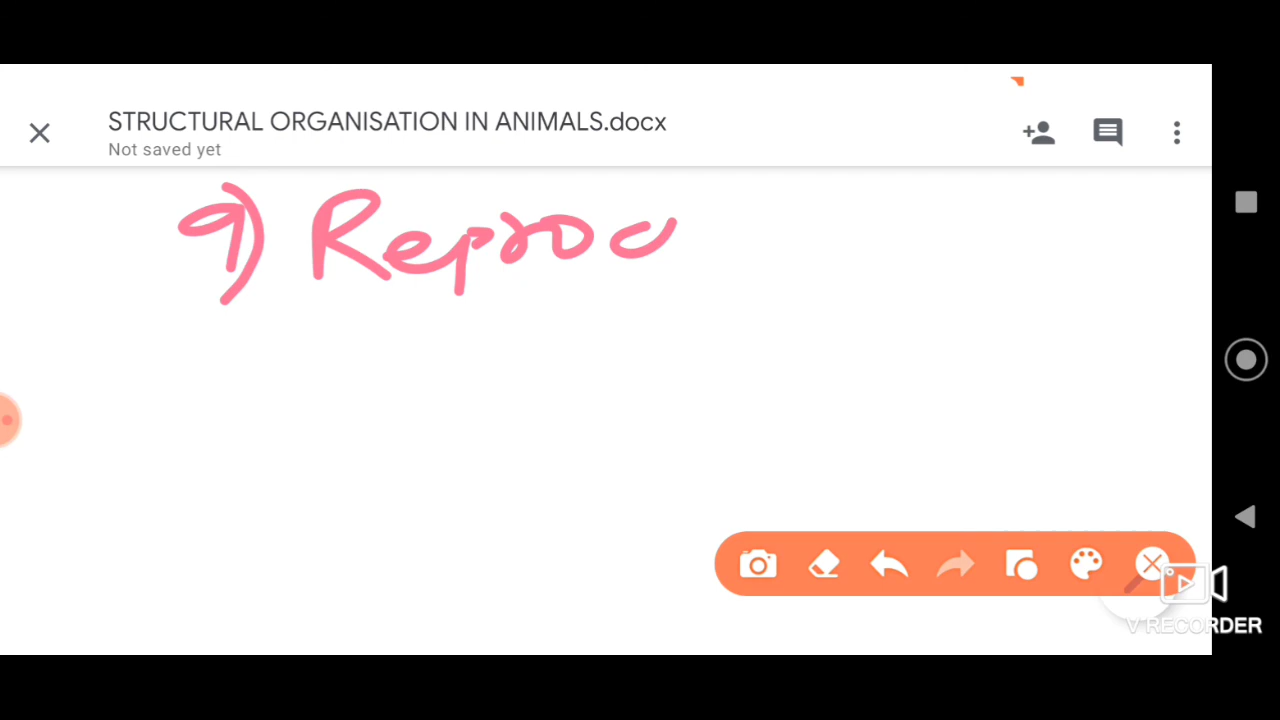 STRUCTURAL ORGANISATION IN ANIMALS.docx
Not saved yet
9) Reproc
V RECORDER